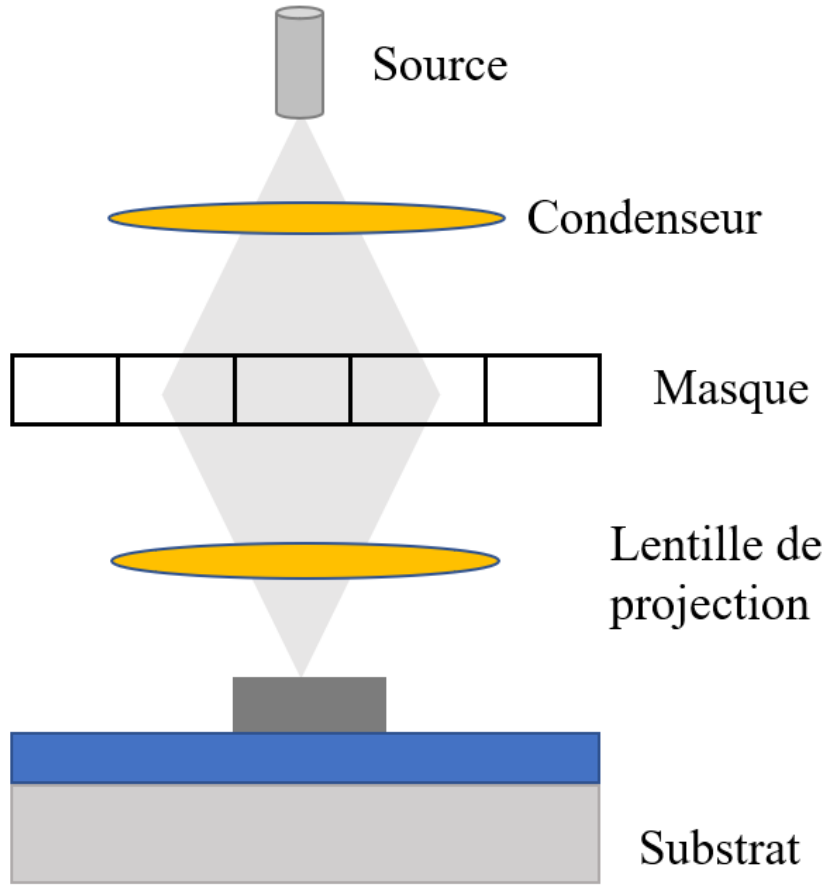 Source
Condenseur
Masque
Lentille de
projection
Substrat